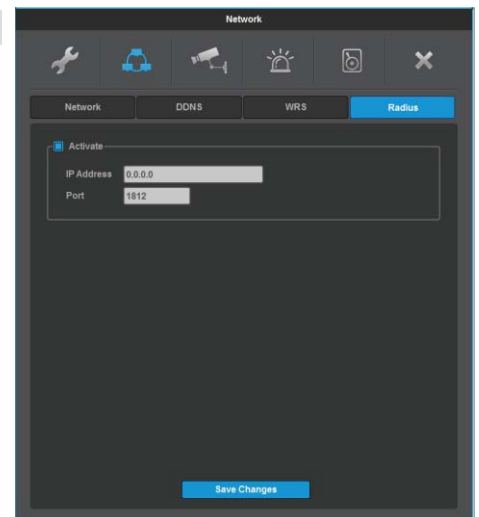 Network
Network DDNS WRS Radius
Activate
IP Address 0.0.0.0
Port 1812
Save Changes